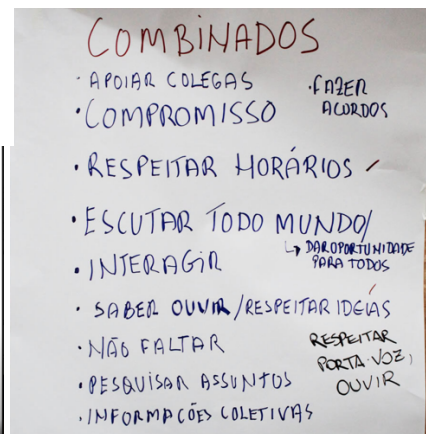 COMBINADOS
• APOIAR COLEGAS
• FAZER
ACORDOS
• COMPROMISSO
• RESPEITAR HORÁRIOS
• ESCUTAR TODO MUNDO/
↳ DAR OPORTUNIDADE
PARA TODOS
• INTERAGIR
• SABER OUVIR/RESPEITAR IDEIAS
• NÃO FALTAR
RESPEITAR
PORTA-VOZ,
OUVIR
• PESQUISAR ASSUNTOS
• INFORMAÇÕES COLETIVAS